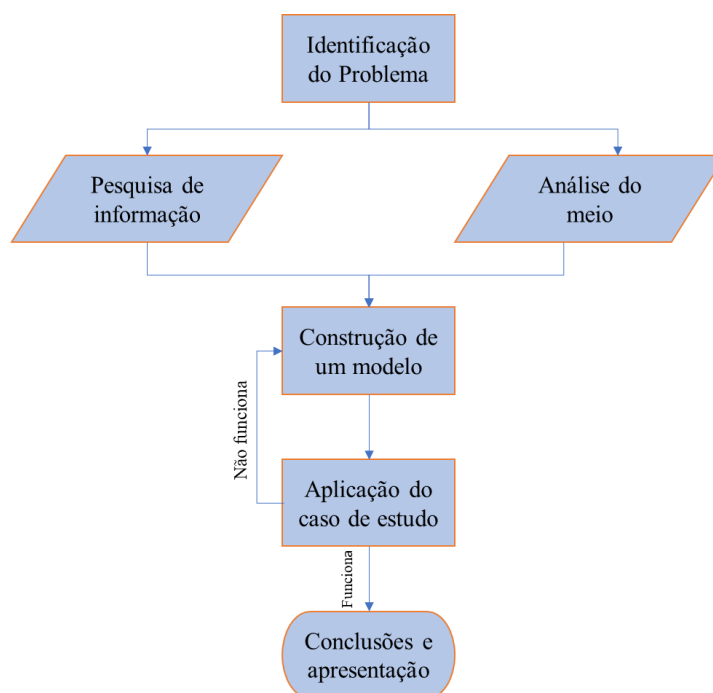 Identificação
do Problema
Pesquisa de
informação
Análise do
meio
Construção de
um modelo
Não funciona
Aplicação do
caso de estudo
Funciona
Conclusões e
apresentação